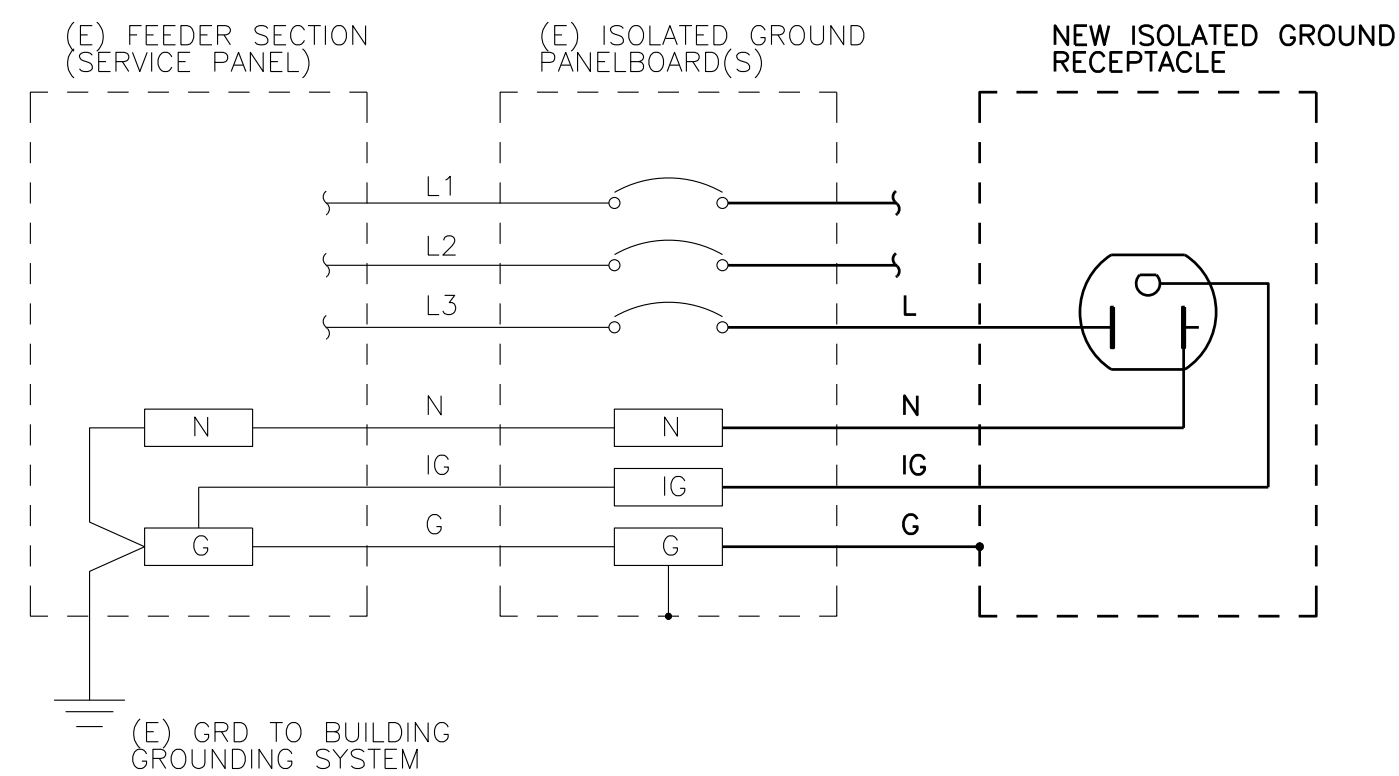 (E) FEEDER SECTION
(SERVICE PANEL)
(E) ISOLATED GROUND
PANELBOARD(S)
NEW ISOLATED GROUND
RECEPTACLE
L1
L2
L3
L
N
N
N
N
IG
IG
IG
G
G
G
G
(E) GRD TO BUILDING
GROUNDING SYSTEM